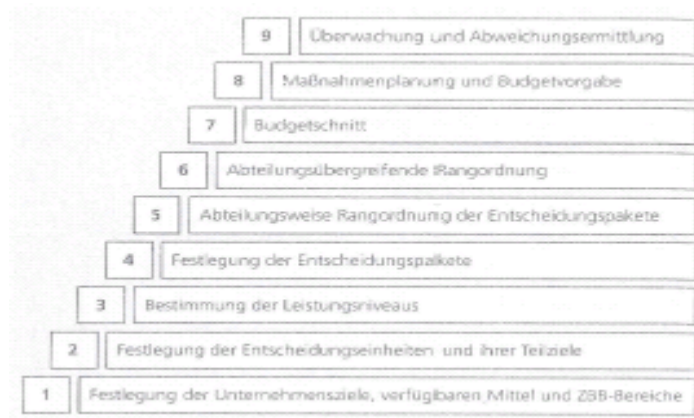 9 Überwachung und Abweichungsermittlung
8 Maßnahmenplanung und Budgetvorgabe
7 Budgetschnitt
6 Abteilungsübergreifende Rangordnung
5 Abteilungsweise Rangordnung der Entscheidungspakete
4 Festlegung der Entscheidungspakete
3 Bestimmung der Leistungsniveaus
2 Festlegung der Entscheidungseinheiten und ihrer Teilziele
1 Festlegung der Unternehmensziele, verfügbaren Mittel und ZBB-Bereiche